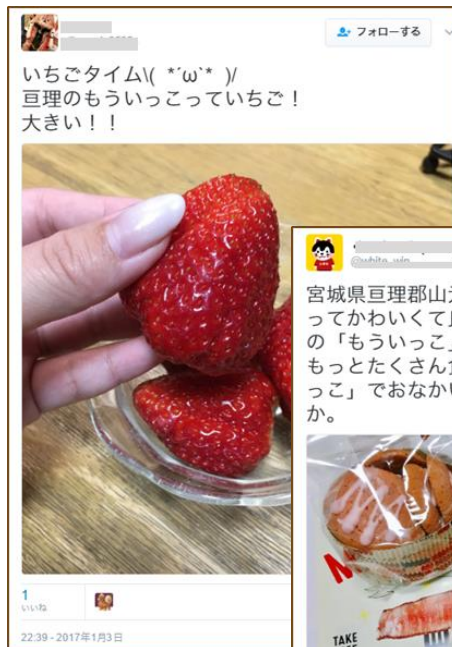 フォローする
いちごタイム\( *´ω`* )/
亘理のもういっこっていちご！
大きい！！
1
いいね
22:39 - 2017年1月3日
宮城県亘理郡山
ってかわいくて
の「もういっこ」
もっとたくさん
っこ」でおなか
か。
TAKE